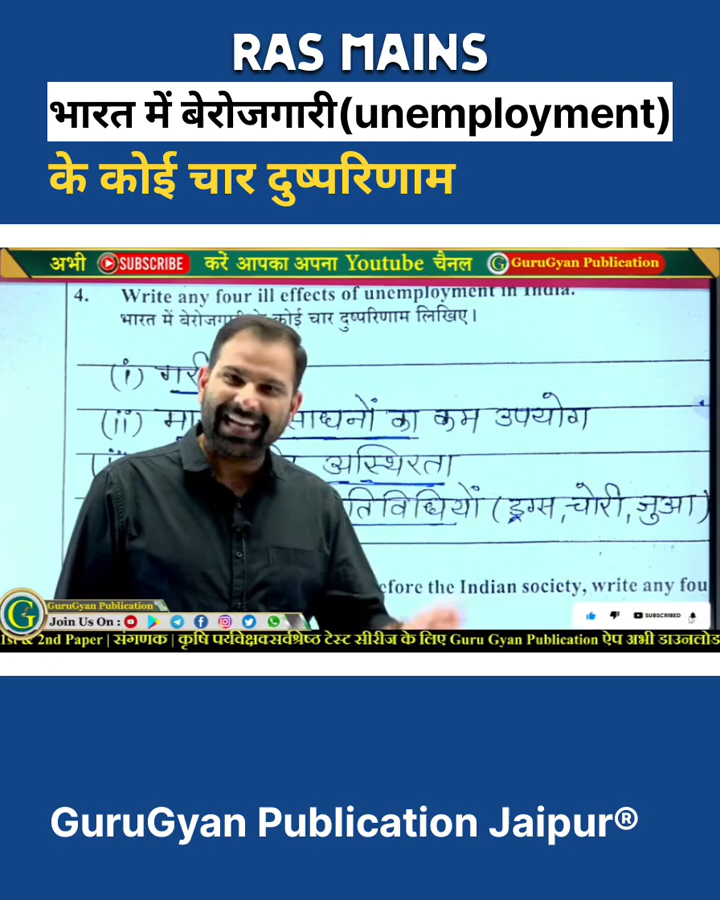 RAS MAINS
भारत में बेरोजगारी(unemployment)
के कोई चार दुष्परिणाम
अभी SUBSCRIBE करें आपका अपना Youtube चैनल GuruGyan Publication
4. Write any four ill effects of unemployment in India.
भारत में कोई चार दुष्परिणाम लिखिए।
(i)
(ii) साधनों का कम उपयोग
अस्थिरता
(ड्रग्स,चोरी,जुआ)
the Indian society, write any
GuruGyan Publication
Join Us On :
SUBSCRIBED
2nd Paper | संगणक | कृषि पर्यवेक्षक सर्वश्रेष्ठ टेस्ट सीरीज के लिए Guru Gyan Publication ऐप अभी डाउनलोड
GuruGyan Publication Jaipur®